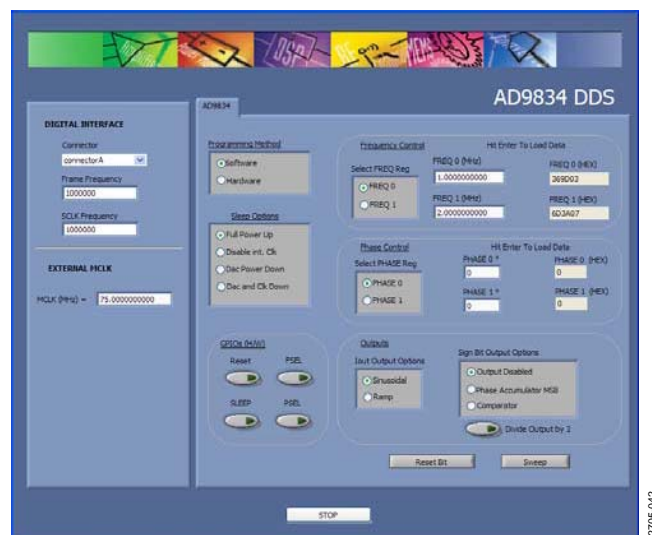 DSP
RF
MEMS
AD9834 DDS
AD9834
DIGITAL INTERFACE
Connector
connectorA
Frame Frequency
1000000
SCLK Frequency
1000000
EXTERNAL MCLK
MCLK (MHz) = 75.0000000000
Programming Method
Software
Hardware
Sleep Options
Full Power Up
Disable int. Clk
Dac Power Down
Dac and Clk Down
GPIOs (H/W)
Reset PSEL
SLEEP
Frequency Control Hit Enter To Load Data
Select FREQ Reg
FREQ 0
FREQ 1
FREQ 0 (MHz) FREQ 0 (HEX)
1.0000000000 369D03
FREQ 1 (MHz) FREQ 1 (HEX)
2.0000000000 6D3A07
Phase Control Hit Enter To Load Data
Select PHASE Reg
PHASE 0
PHASE 1
PHASE 0 ° PHASE 0 (HEX)
0 0
PHASE 1 ° PHASE 1 (HEX)
0 0
Outputs
Iout Output Options
Sinusoidal
Ramp
Sign Bit Output Options
Output Disabled
Phase Accumulator MSB
Comparator
Divide Output by 2
Reset Bit Sweep
STOP